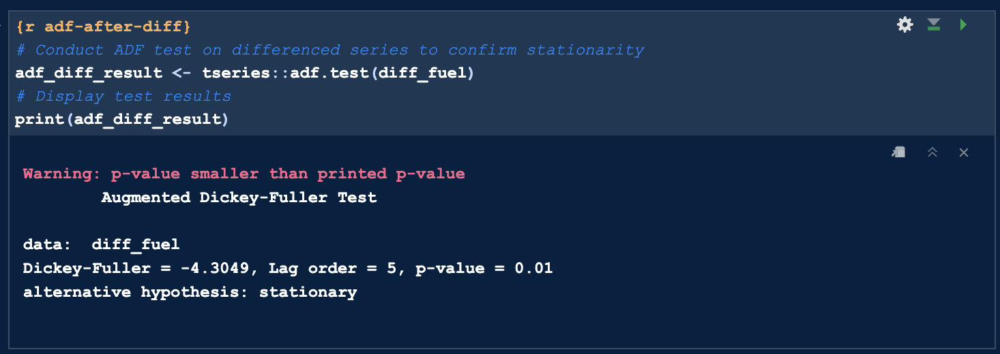 {r adf-after-diff}
# Conduct ADF test on differenced series to confirm stationarity
adf_diff_result <- tseries::adf.test(diff_fuel)
# Display test results
print(adf_diff_result)
Warning: p-value smaller than printed p-value
        Augmented Dickey-Fuller Test
data:  diff_fuel
Dickey-Fuller = -4.3049, Lag order = 5, p-value = 0.01
alternative hypothesis: stationary